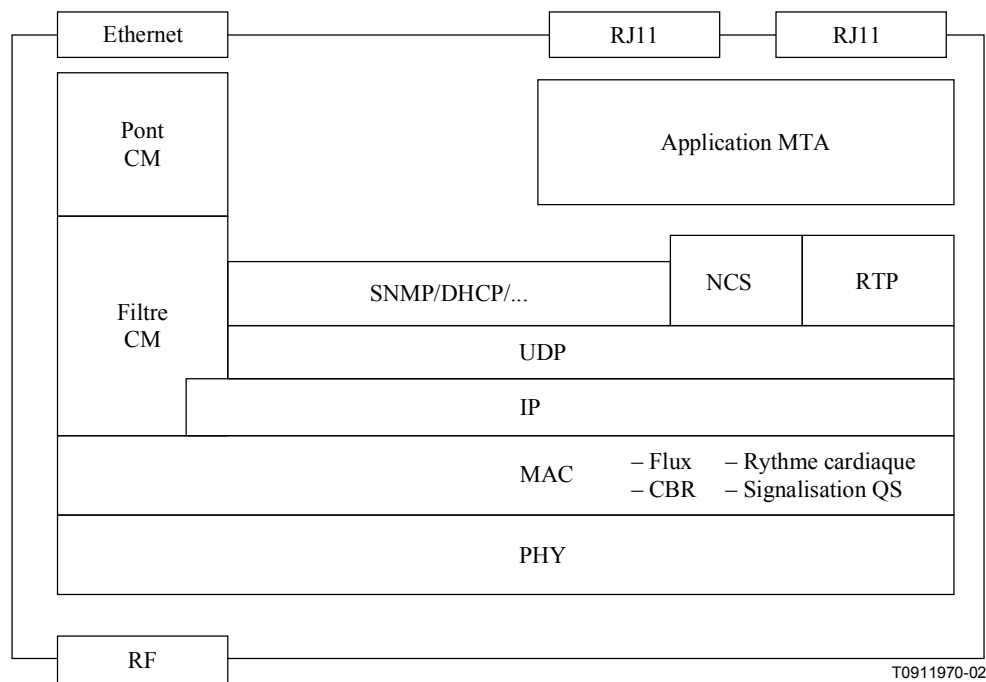 Ethernet
RJ11
RJ11
Pont
CM
Application MTA
Filtre
CM
SNMP/DHCP/...
NCS
RTP
UDP
IP
MAC
– Flux – Rythme cardiaque
– CBR – Signalisation QS
PHY
RF
T0911970-02